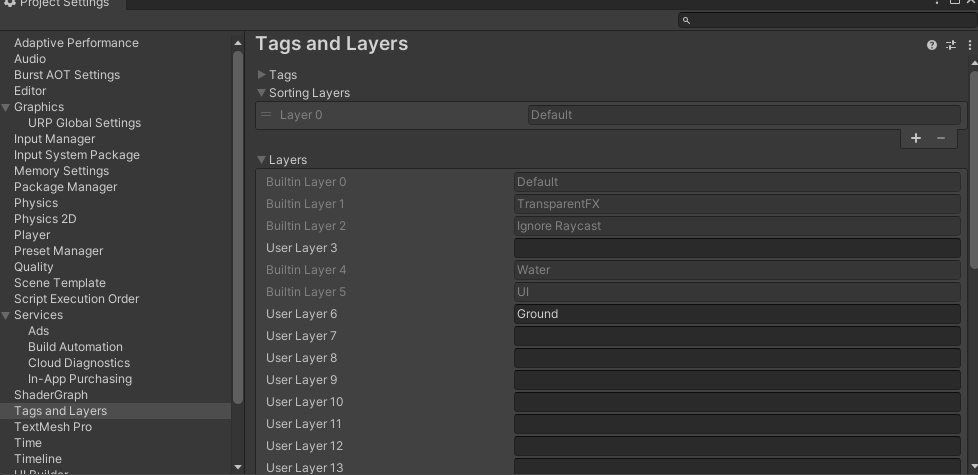 Project Settings
Adaptive Performance
Audio
Burst AOT Settings
Editor
Graphics
URP Global Settings
Input Manager
Input System Package
Memory Settings
Package Manager
Physics
Physics 2D
Player
Preset Manager
Quality
Scene Template
Script Execution Order
Services
Ads
Build Automation
Cloud Diagnostics
In-App Purchasing
ShaderGraph
Tags and Layers
TextMesh Pro
Time
Timeline
UI Builder
Tags and Layers
Tags
Sorting Layers
Layer 0 Default
Layers
Builtin Layer 0 Default
Builtin Layer 1 TransparentFX
Builtin Layer 2 Ignore Raycast
User Layer 3
Builtin Layer 4 Water
Builtin Layer 5 UI
User Layer 6 Ground
User Layer 7
User Layer 8
User Layer 9
User Layer 10
User Layer 11
User Layer 12
User Layer 13